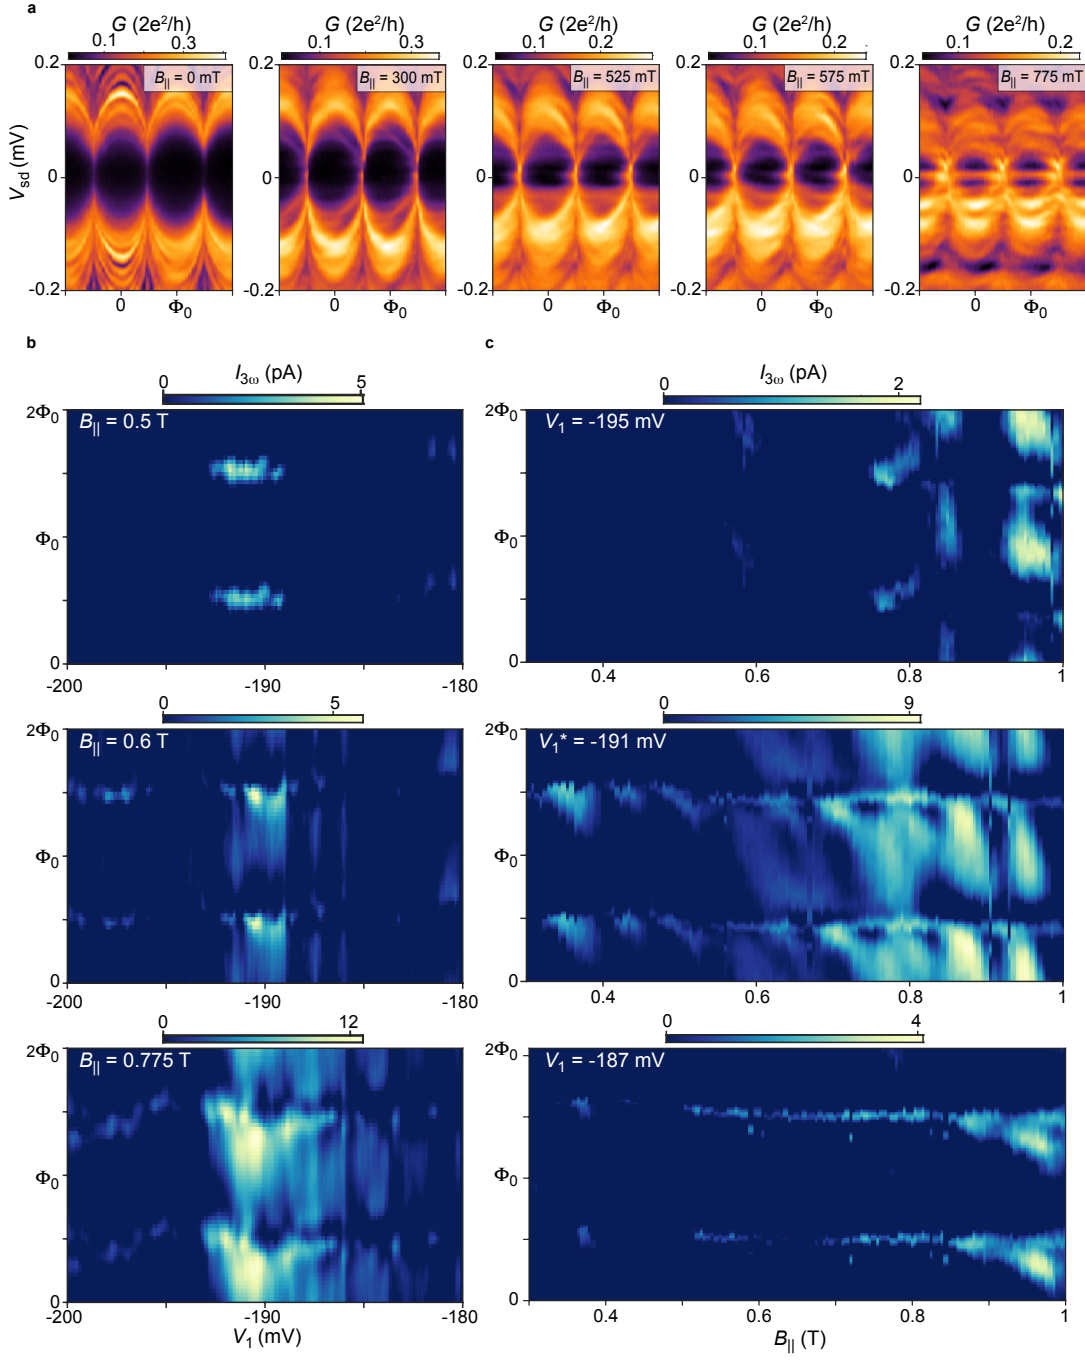 a
G (2e²/h) G (2e²/h) G (2e²/h) G (2e²/h) G (2e²/h)
0.1 0.3 0.1 0.3 0.1 0.2 0.1 0.2 0.1 0.2
0.2 0.2 0.2 0.2 0.2
B|| = 0 mT B|| = 300 mT B|| = 525 mT B|| = 575 mT B|| = 775 mT
Vsd (mV)
0 0 0 0 0
-0.2 -0.2 -0.2 -0.2 -0.2
0 Φ₀ 0 Φ₀ 0 Φ₀ 0 Φ₀ 0 Φ₀
b
I3ω (pA)
0 5
2Φ₀
B|| = 0.5 T
Φ₀
0
-200 -190 -180
0 5
2Φ₀
B|| = 0.6 T
Φ₀
0
-200 -190 -180
0 12
2Φ₀
B|| = 0.775 T
Φ₀
0
-200 -190 -180
V₁ (mV)
c
I3ω (pA)
0 2
2Φ₀
V₁ = -195 mV
Φ₀
0
0.4 0.6 0.8 1
0 9
2Φ₀
V₁* = -191 mV
Φ₀
0
0.4 0.6 0.8 1
0 4
2Φ₀
V₁ = -187 mV
Φ₀
0
0.4 0.6 0.8 1
B|| (T)